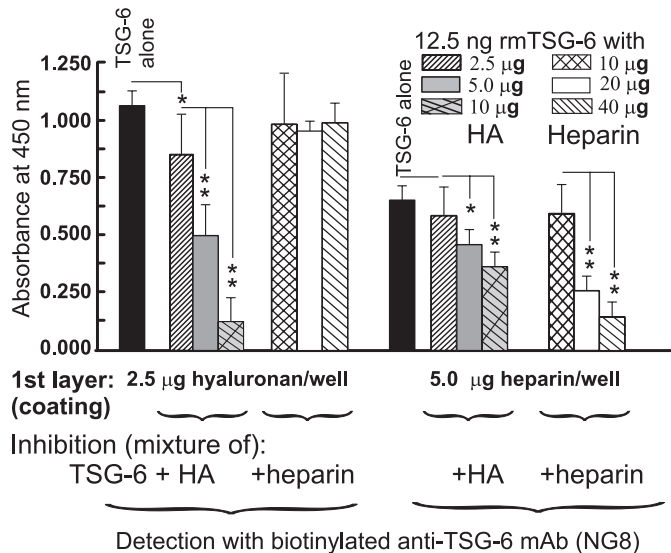 TSG-6 alone
12.5 ng rmTSG-6 with
2.5 μg
5.0 μg
10 μg
HA
10 μg
20 μg
40 μg
Heparin
TSG-6 alone
Absorbance at 450 nm
1.250
1.000
0.750
0.500
0.250
0.000
*
**
**
*
**
**
**
1st layer: 2.5 μg hyaluronan/well 5.0 μg heparin/well
(coating)
Inhibition (mixture of):
TSG-6 + HA +heparin +HA +heparin
Detection with biotinylated anti-TSG-6 mAb (NG8)